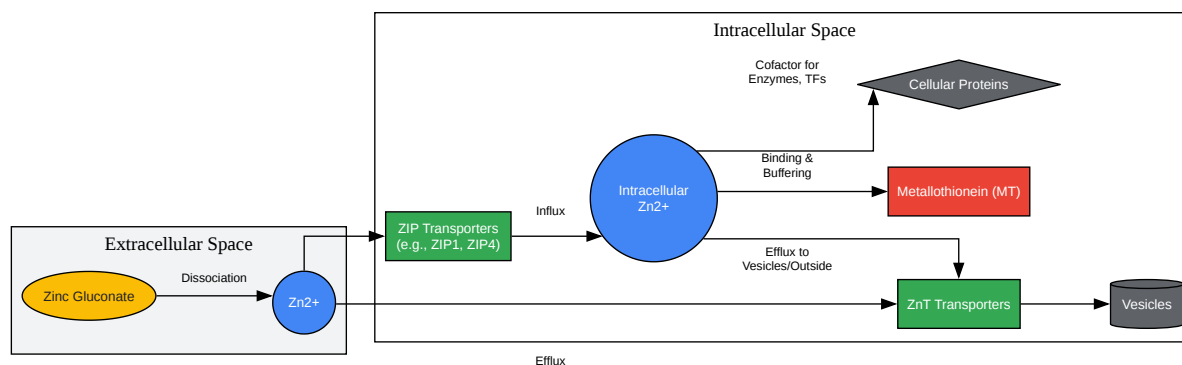 Intracellular Space
Cofactor for
Enzymes, TFs
Cellular Proteins
Binding &
Buffering
Intracellular
Zn2+
Metallothionein (MT)
Influx
ZIP Transporters
(e.g., ZIP1, ZIP4)
Extracellular Space
Efflux to
Vesicles/Outside
Dissociation
Zinc Gluconate
Zn2+
ZnT Transporters
Vesicles
Efflux